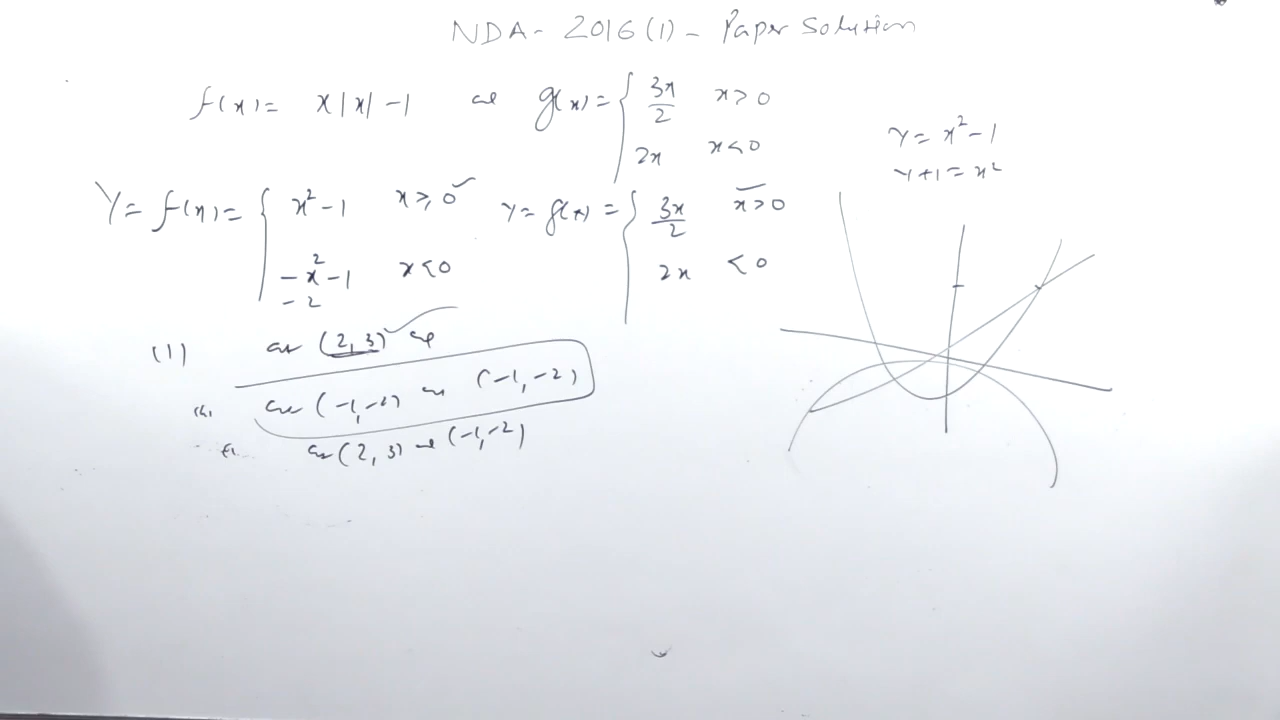 NDA- 2016 (1) - Paper Solution
f(x) = x|x| -1 g(x) = { 3x/2 x>0
2x x<0
Y = x² - 1
Y+1 = x²
Y = f(x) = { x² - 1 x ≥ 0 Y = g(x) = { 3x/2 x>0
-x² - 1 x<0 2x <0
- 2
(1) at (2, 3)
(-1, -2) (-1, -2)
at (2, 3) (-1, -2)